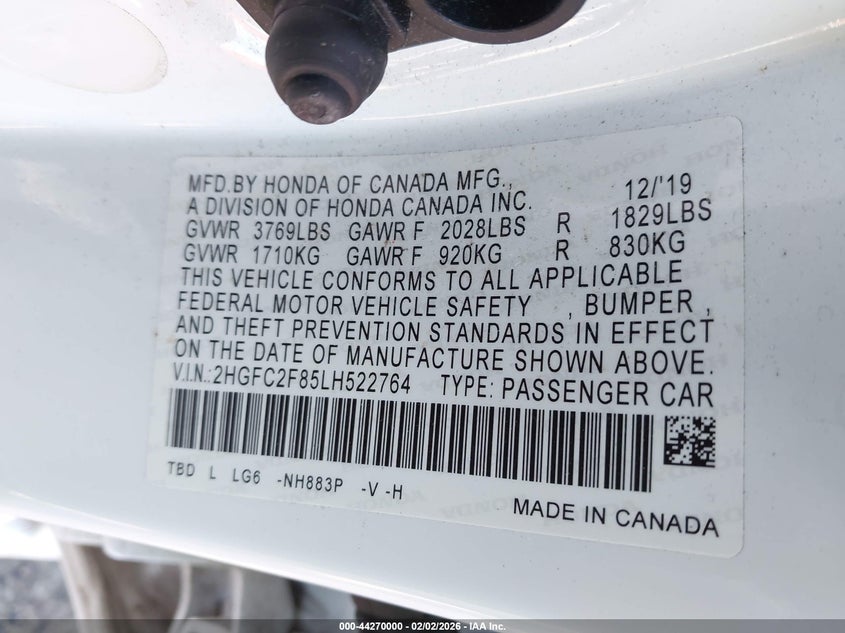 MFD.BY HONDA OF CANADA MFG., 12/'19
A DIVISION OF HONDA CANADA INC.
GVWR 3769LBS GAWR F 2028LBS R 1829LBS
GVWR 1710KG GAWR F 920KG R 830KG
THIS VEHICLE CONFORMS TO ALL APPLICABLE
FEDERAL MOTOR VEHICLE SAFETY , BUMPER ,
AND THEFT PREVENTION STANDARDS IN EFFECT
ON THE DATE OF MANUFACTURE SHOWN ABOVE.
V.I.N.:2HGFC2F85LH522764 TYPE: PASSENGER CAR
TBD L LG6 -NH883P -V -H
MADE IN CANADA
000-44270000 | 02/02/2026 | IAA Inc.